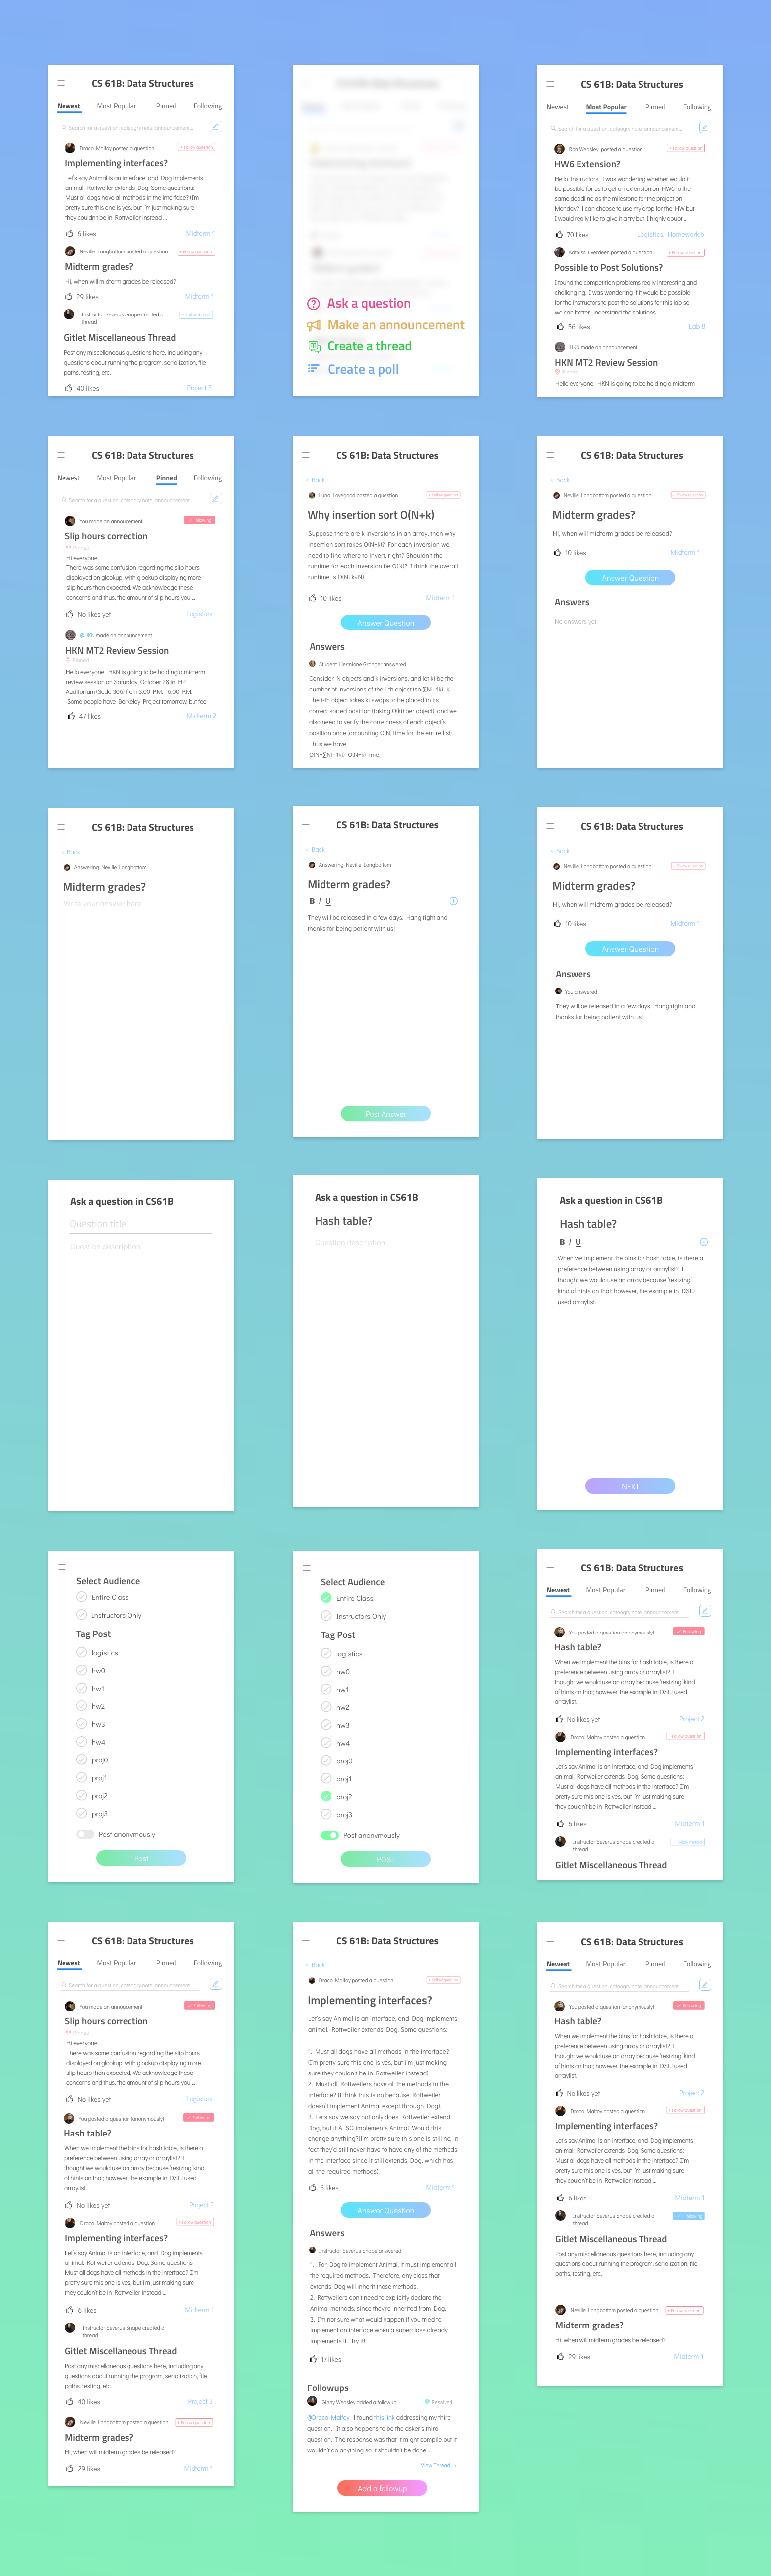 CS 61B: Data Structures
Newest Most Popular Pinned Following
Search for a question, category, note, announcement...
Draco Malfoy posted a question
+ Follow question
Implementing interfaces?
Let's say Animal is an interface, and Dog implements
animal. Rottweiler extends Dog. Some questions:
Must all dogs have all methods in the interface? (I'm
pretty sure this one is yes, but i'm just making sure
they couldn't be in Rottweiler instead ...
6 likes
Midterm 1
Neville Longbottom posted a question
+ Follow question
Midterm grades?
Hi, when will midterm grades be released?
29 likes
Midterm 1
Instructor Severus Snape created a
thread
+ Follow thread
Gitlet Miscellaneous Thread
Post any miscellaneous questions here, including any
questions about running the program, serialization, file
paths, testing, etc.
40 likes
Project 3
Ask a question
Make an announcement
Create a thread
Create a poll
CS 61B: Data Structures
Newest Most Popular Pinned Following
Search for a question, category, note, announcement...
Ron Weasley posted a question
+ Follow question
HW6 Extension?
Hello Instructors, I was wondering whether it would
be possible for us to get an extension on HW6 to the
same deadline as the milestone for the project on
Monday? I can choose to use my drop for the HW but
I would really like to give it a try but I highly doubt ...
70 likes
Logistics, Homework 6
Katniss Everdeen posted a question
+ Follow question
Possible to Post Solutions?
I found the competition problems really interesting and
challenging. I was wondering if it would be possible
for the instructors to post the solutions for this lab so
we can better understand the solutions.
56 likes
Lab 8
HKN made an announcement
HKN MT2 Review Session
Pinned
Hello everyone! HKN is going to be holding a midterm
CS 61B: Data Structures
Newest Most Popular Pinned Following
Search for a question, category, note, announcement...
You made an annoucement
Following
Slip hours correction
Pinned
Hi everyone,
There was some confusion regarding the slip hours
displayed on glookup, with glookup displaying more
slip hours than expected. We acknowledge these
concerns and thus, the amount of slip hours you ...
No likes yet
Logistics
@HKN made an announcement
HKN MT2 Review Session
Pinned
Hello everyone! HKN is going to be holding a midterm
review session on Saturday, October 28 in HP
Auditorium (Soda 306) from 3:00 P.M. - 6:00 P.M.
Some people have Berkeley Project tomorrow, but feel
47 likes
Midterm 2
CS 61B: Data Structures
< Back
Luna Lovegood posted a question
+ Follow question
Why insertion sort O(N+k)
Suppose there are k inversions in an array, then why
insertion sort takes O(N+k)? For each inversion we
need to find where to invert, right? Shouldn't the
runtime for each inversion be O(N)? I think the overall
runtime is O(N+k*N)
10 likes
Midterm 1
Answer Question
Answers
Student Hermione Granger answered
Consider N objects and k inversions, and let ki be the
number of inversions of the i-th object (so ∑Ni=1ki=k).
The i-th object takes ki swaps to be placed in its
correct sorted position (taking O(ki) per object), and we
also need to verify the correctness of each object's
position once (amounting O(N) time for the entire list).
Thus we have
O(N+∑Ni=1ki)=O(N+k) time.
CS 61B: Data Structures
< Back
Neville Longbottom posted a question
+ Follow question
Midterm grades?
Hi, when will midterm grades be released?
10 likes
Midterm 1
Answer Question
Answers
No answers yet.
CS 61B: Data Structures
< Back
Answering Neville Longbottom
Midterm grades?
Write your answer here
CS 61B: Data Structures
< Back
Answering Neville Longbottom
Midterm grades?
B I U
They will be released in a few days. Hang tight and
thanks for being patient with us!
Post Answer
CS 61B: Data Structures
< Back
Neville Longbottom posted a question
+ Follow question
Midterm grades?
Hi, when will midterm grades be released?
10 likes
Midterm 1
Answer Question
Answers
You answered
They will be released in a few days. Hang tight and
thanks for being patient with us!
Ask a question in CS61B
Question title
Question description
Ask a question in CS61B
Hash table?
Question description
Ask a question in CS61B
Hash table?
B I U
When we implement the bins for hash table, is there a
preference between using array or arraylist? I
thought we would use an array because 'resizing'
kind of hints on that; however, the example in DSIJ
used arraylist.
NEXT
Select Audience
Entire Class
Instructors Only
Tag Post
logistics
hw0
hw1
hw2
hw3
hw4
proj0
proj1
proj2
proj3
Post anonymously
Post
Select Audience
Entire Class
Instructors Only
Tag Post
logistics
hw0
hw1
hw2
hw3
hw4
proj0
proj1
proj2
proj3
Post anonymously
POST
CS 61B: Data Structures
Newest Most Popular Pinned Following
Search for a question, category, note, announcement...
You posted a question (anonymously)
Following
Hash table?
When we implement the bins for hash table, is there a
preference between using array or arraylist? I
thought we would use an array because 'resizing' kind
of hints on that; however, the example in DSIJ used
arraylist.
No likes yet
Project 2
Draco Malfoy posted a question
+Follow question
Implementing interfaces?
Let's say Animal is an interface, and Dog implements
animal. Rottweiler extends Dog. Some questions:
Must all dogs have all methods in the interface? (I'm
pretty sure this one is yes, but i'm just making sure
they couldn't be in Rottweiler instead ...
6 likes
Midterm 1
Instructor Severus Snape created a
thread
+ Follow thread
Gitlet Miscellaneous Thread
CS 61B: Data Structures
Newest Most Popular Pinned Following
Search for a question, category, note, announcement...
You made an annoucement
Following
Slip hours correction
Pinned
Hi everyone,
There was some confusion regarding the slip hours
displayed on glookup, with glookup displaying more
slip hours than expected. We acknowledge these
concerns and thus, the amount of slip hours you ...
No likes yet
Logistics
You posted a question (anonymously)
Following
Hash table?
When we implement the bins for hash table, is there a
preference between using array or arraylist? I
thought we would use an array because 'resizing' kind
of hints on that; however, the example in DSIJ used
arraylist.
No likes yet
Project 2
Draco Malfoy posted a question
+ Follow question
Implementing interfaces?
Let's say Animal is an interface, and Dog implements
animal. Rottweiler extends Dog. Some questions:
Must all dogs have all methods in the interface? (I'm
pretty sure this one is yes, but i'm just making sure
they couldn't be in Rottweiler instead ...
6 likes
Midterm 1
Instructor Severus Snape created a
thread
Gitlet Miscellaneous Thread
Post any miscellaneous questions here, including any
questions about running the program, serialization, file
paths, testing, etc.
40 likes
Project 3
Neville Longbottom posted a question
+ Follow question
Midterm grades?
Hi, when will midterm grades be released?
29 likes
Midterm 1
CS 61B: Data Structures
< Back
Draco Malfoy posted a question
+ Follow question
Implementing interfaces?
Let's say Animal is an interface, and Dog implements
animal. Rottweiler extends Dog. Some questions:
1. Must all dogs have all methods in the interface?
(I'm pretty sure this one is yes, but i'm just making
sure they couldn't be in Rottweiler instead)
2. Must all Rottweilers have all the methods in the
interface? (I think this is no because Rottweiler
doesn't implement Animal except through Dog).
3. Lets say we say not only does Rottweiler extend
Dog, but it ALSO implements Animal. Would this
change anything?(I'm pretty sure this one is still no, in
fact they'd still never have to have any of the methods
in the interface since it still extends Dog, which has
all the required methods).
6 likes
Midterm 1
Answer Question
Answers
Instructor Severus Snape answered
1. For Dog to implement Animal, it must implement all
the required methods. Therefore, any class that
extends Dog will inherit those methods.
2. Rottweilers don't need to explicitly declare the
Animal methods, since they're inherited from Dog.
3. I'm not sure what would happen if you tried to
implement an interface when a superclass already
implements it. Try it!
17 likes
Followups
Ginny Weasley added a followup
Resolved
@Draco Malfoy, I found this link addressing my third
question. It also happens to be the asker's third
question. The response was that it might compile but it
wouldn't do anything so it shouldn't be done...
View Thread →
Add a followup
CS 61B: Data Structures
Newest Most Popular Pinned Following
Search for a question, category, note, announcement...
You posted a question (anonymously)
Following
Hash table?
When we implement the bins for hash table, is there a
preference between using array or arraylist? I
thought we would use an array because 'resizing' kind
of hints on that; however, the example in DSIJ used
arraylist.
No likes yet
Project 2
Draco Malfoy posted a question
+ Follow question
Implementing interfaces?
Let's say Animal is an interface, and Dog implements
animal. Rottweiler extends Dog. Some questions:
Must all dogs have all methods in the interface? (I'm
pretty sure this one is yes, but i'm just making sure
they couldn't be in Rottweiler instead ...
6 likes
Midterm 1
Instructor Severus Snape created a
thread
Following
Gitlet Miscellaneous Thread
Post any miscellaneous questions here, including any
questions about running the program, serialization, file
paths, testing, etc.
Neville Longbottom posted a question
+ Follow question
Midterm grades?
Hi, when will midterm grades be released?
29 likes
Midterm 1